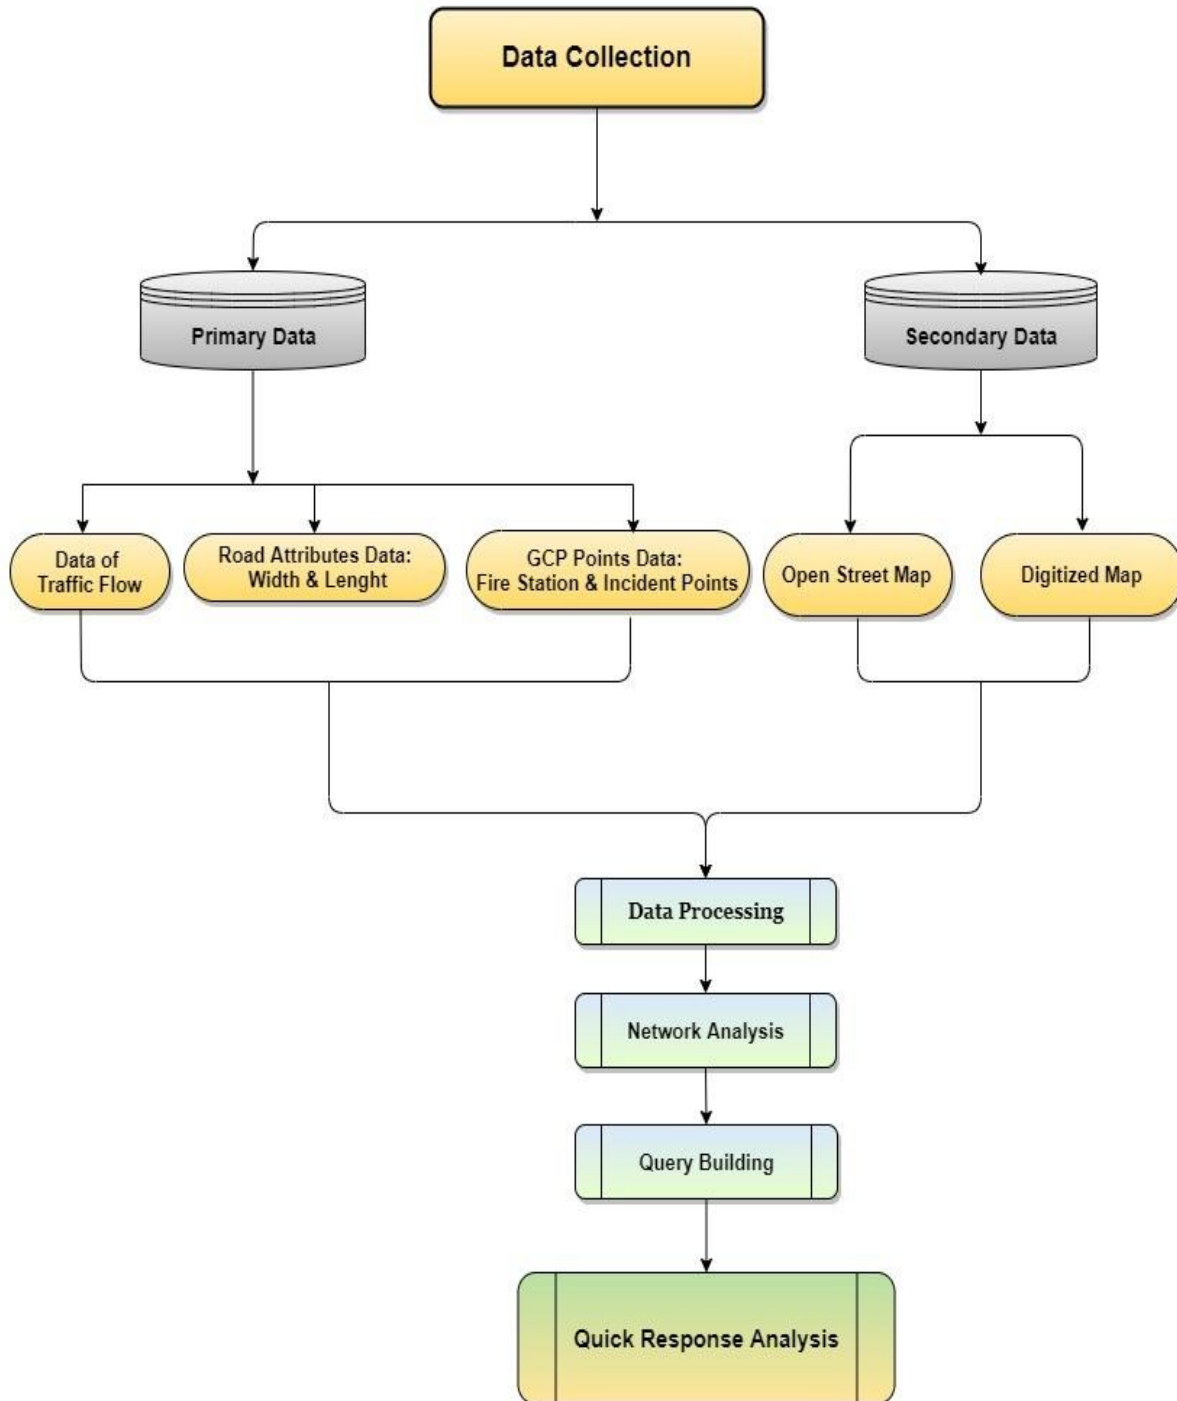 Data Collection
Primary Data
Secondary Data
Data of
Traffic Flow
Road Attributes Data:
Width & Lenght
GCP Points Data:
Fire Station & Incident Points
Open Street Map
Digitized Map
Data Processing
Network Analysis
Query Building
Quick Response Analysis